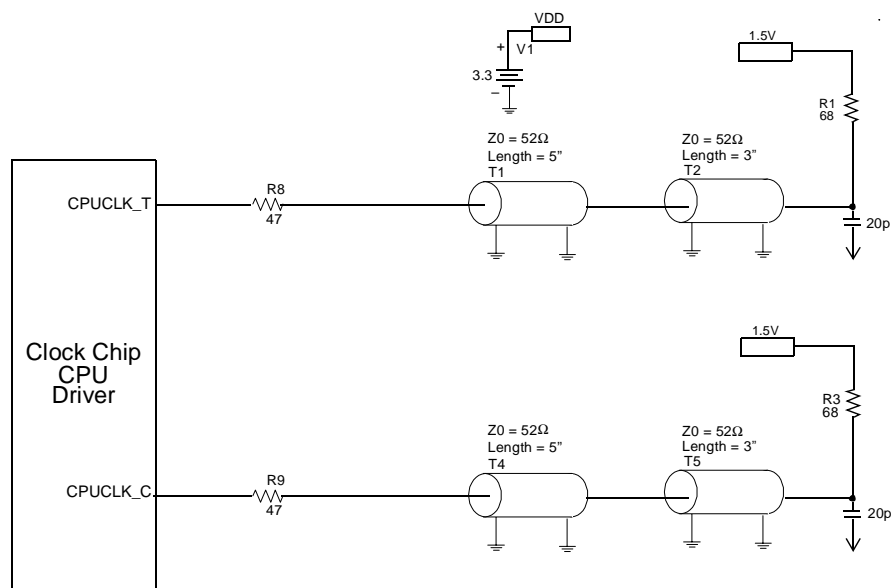 VDD
+ V1
3.3
–
1.5V
R1
68
Z0 = 52Ω
Length = 5"
T1
Z0 = 52Ω
Length = 3"
T2
CPUCLK_T
R8
47
20p
Clock Chip
CPU
Driver
1.5V
R3
68
Z0 = 52Ω
Length = 5"
T4
Z0 = 52Ω
Length = 3"
T5
CPUCLK_C
R9
47
20p